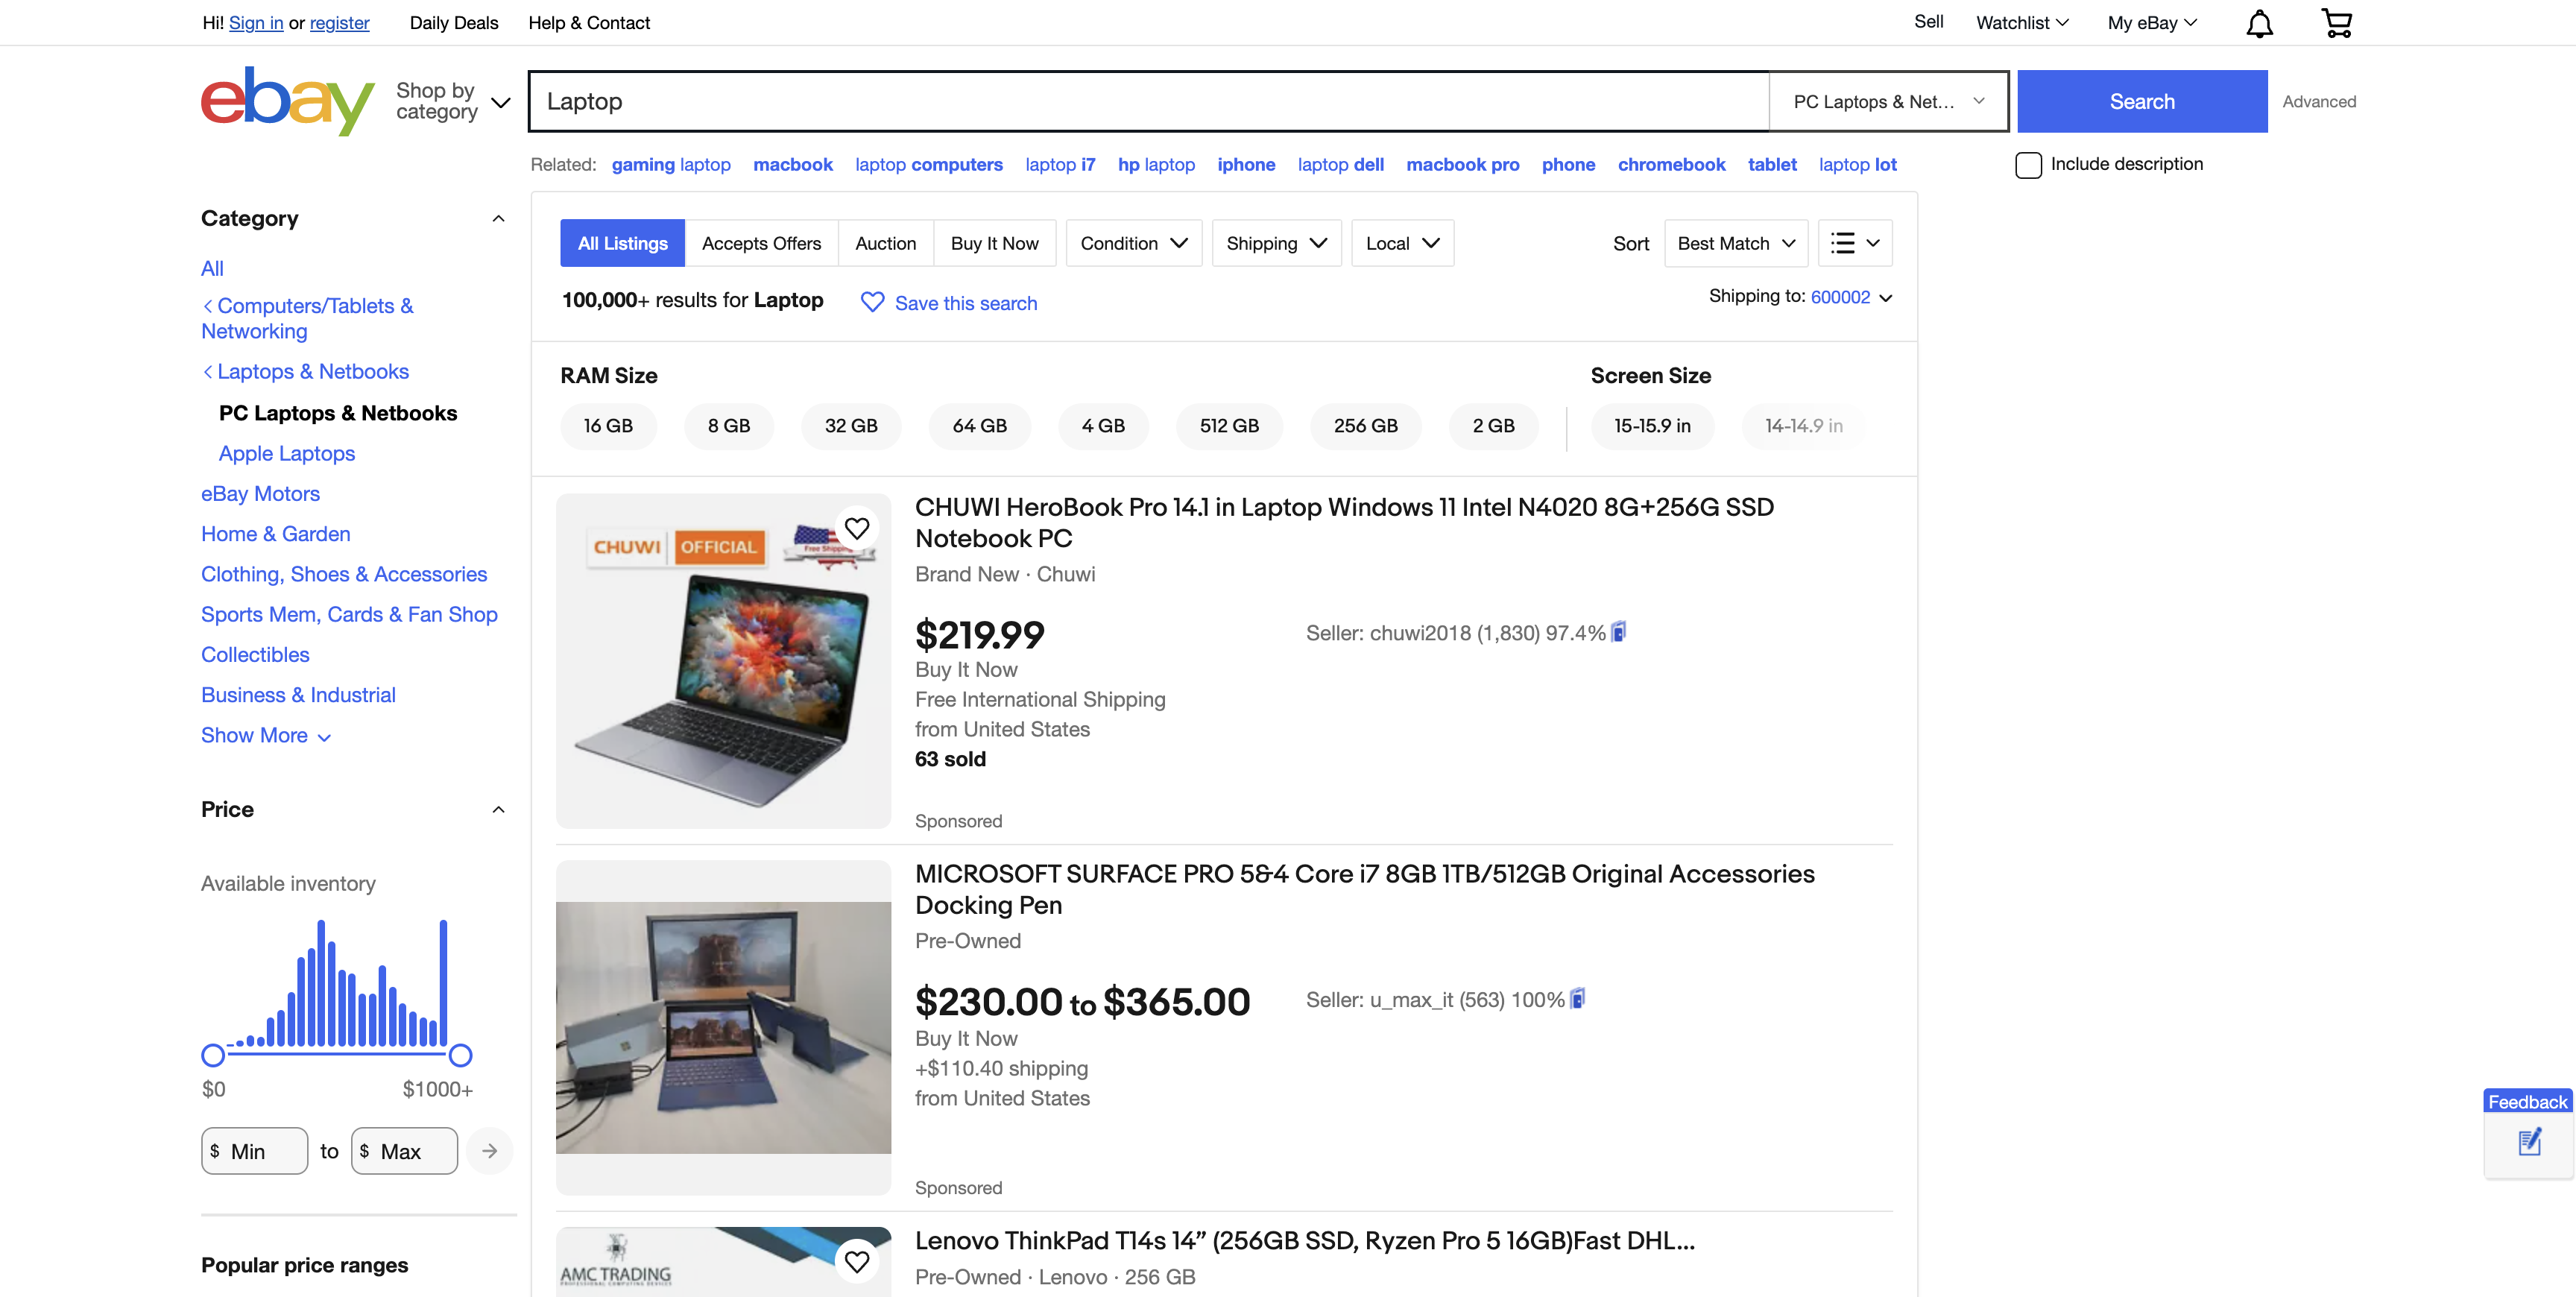 Hi! Sign in or register Daily Deals Help & Contact Sell Watchlist My eBay
ebay
Shop by
category
Laptop
PC Laptops & Net...
Search
Advanced
Related: gaming laptop macbook laptop computers laptop i7 hp laptop iphone laptop dell macbook pro phone chromebook tablet laptop lot
Include description
Category
All
Computers/Tablets &
Networking
Laptops & Netbooks
PC Laptops & Netbooks
Apple Laptops
eBay Motors
Home & Garden
Clothing, Shoes & Accessories
Sports Mem, Cards & Fan Shop
Collectibles
Business & Industrial
Show More
Price
Available inventory
$0 $1000+
$ Min to $ Max
Popular price ranges
All Listings Accepts Offers Auction Buy It Now Condition Shipping Local Sort Best Match
100,000+ results for Laptop Save this search
Shipping to: 600002
RAM Size
16 GB 8 GB 32 GB 64 GB 4 GB 512 GB 256 GB 2 GB
Screen Size
15-15.9 in 14-14.9 in
CHUWI OFFICIAL
Free Shipping
CHUWI HeroBook Pro 14.1 in Laptop Windows 11 Intel N4020 8G+256G SSD
Notebook PC
Brand New · Chuwi
$219.99
Seller: chuwi2018 (1,830) 97.4%
Buy It Now
Free International Shipping
from United States
63 sold
Sponsored
MICROSOFT SURFACE PRO 5&4 Core i7 8GB 1TB/512GB Original Accessories
Docking Pen
Pre-Owned
$230.00 to $365.00
Seller: u_max_it (563) 100%
Buy It Now
+$110.40 shipping
from United States
Sponsored
AMC TRADING
PROFESSIONAL COMPUTING DEVICES
Lenovo ThinkPad T14s 14” (256GB SSD, Ryzen Pro 5 16GB)Fast DHL...
Pre-Owned · Lenovo · 256 GB
Feedback